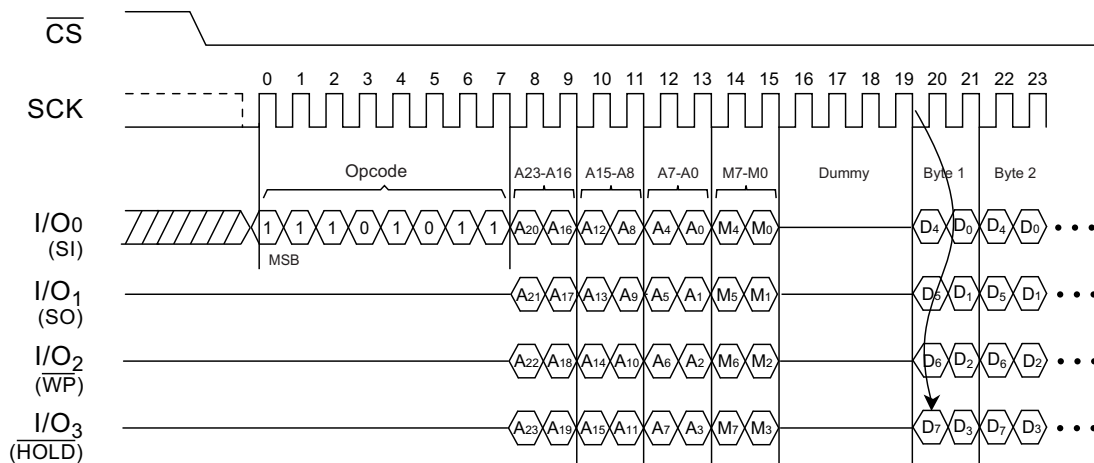 CS
0 1 2 3 4 5 6 7 8 9 10 11 12 13 14 15 16 17 18 19 20 21 22 23
SCK
Opcode A23-A16 A15-A8 A7-A0 M7-M0 Dummy Byte 1 Byte 2
I/O0 1 1 1 0 1 0 1 1 A20 A16 A12 A8 A4 A0 M4 M0 D4 D0 D4 D0
(SI)
MSB
I/O1 A21 A17 A13 A9 A5 A1 M5 M1 D5 D1 D5 D1
(SO)
I/O2 A22 A18 A14 A10 A6 A2 M6 M2 D6 D2 D6 D2
(WP)
I/O3 A23 A19 A15 A11 A7 A3 M7 M3 D7 D3 D7 D3
(HOLD)